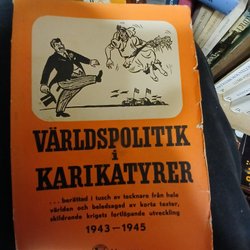 VÄRLDSPOLITIK
i
KARIKATYRER
... berättad i tusch av tecknare från hela
världen och beledsagad av korta texter,
skildrande krigets fortlöpande utveckling
1943—1945